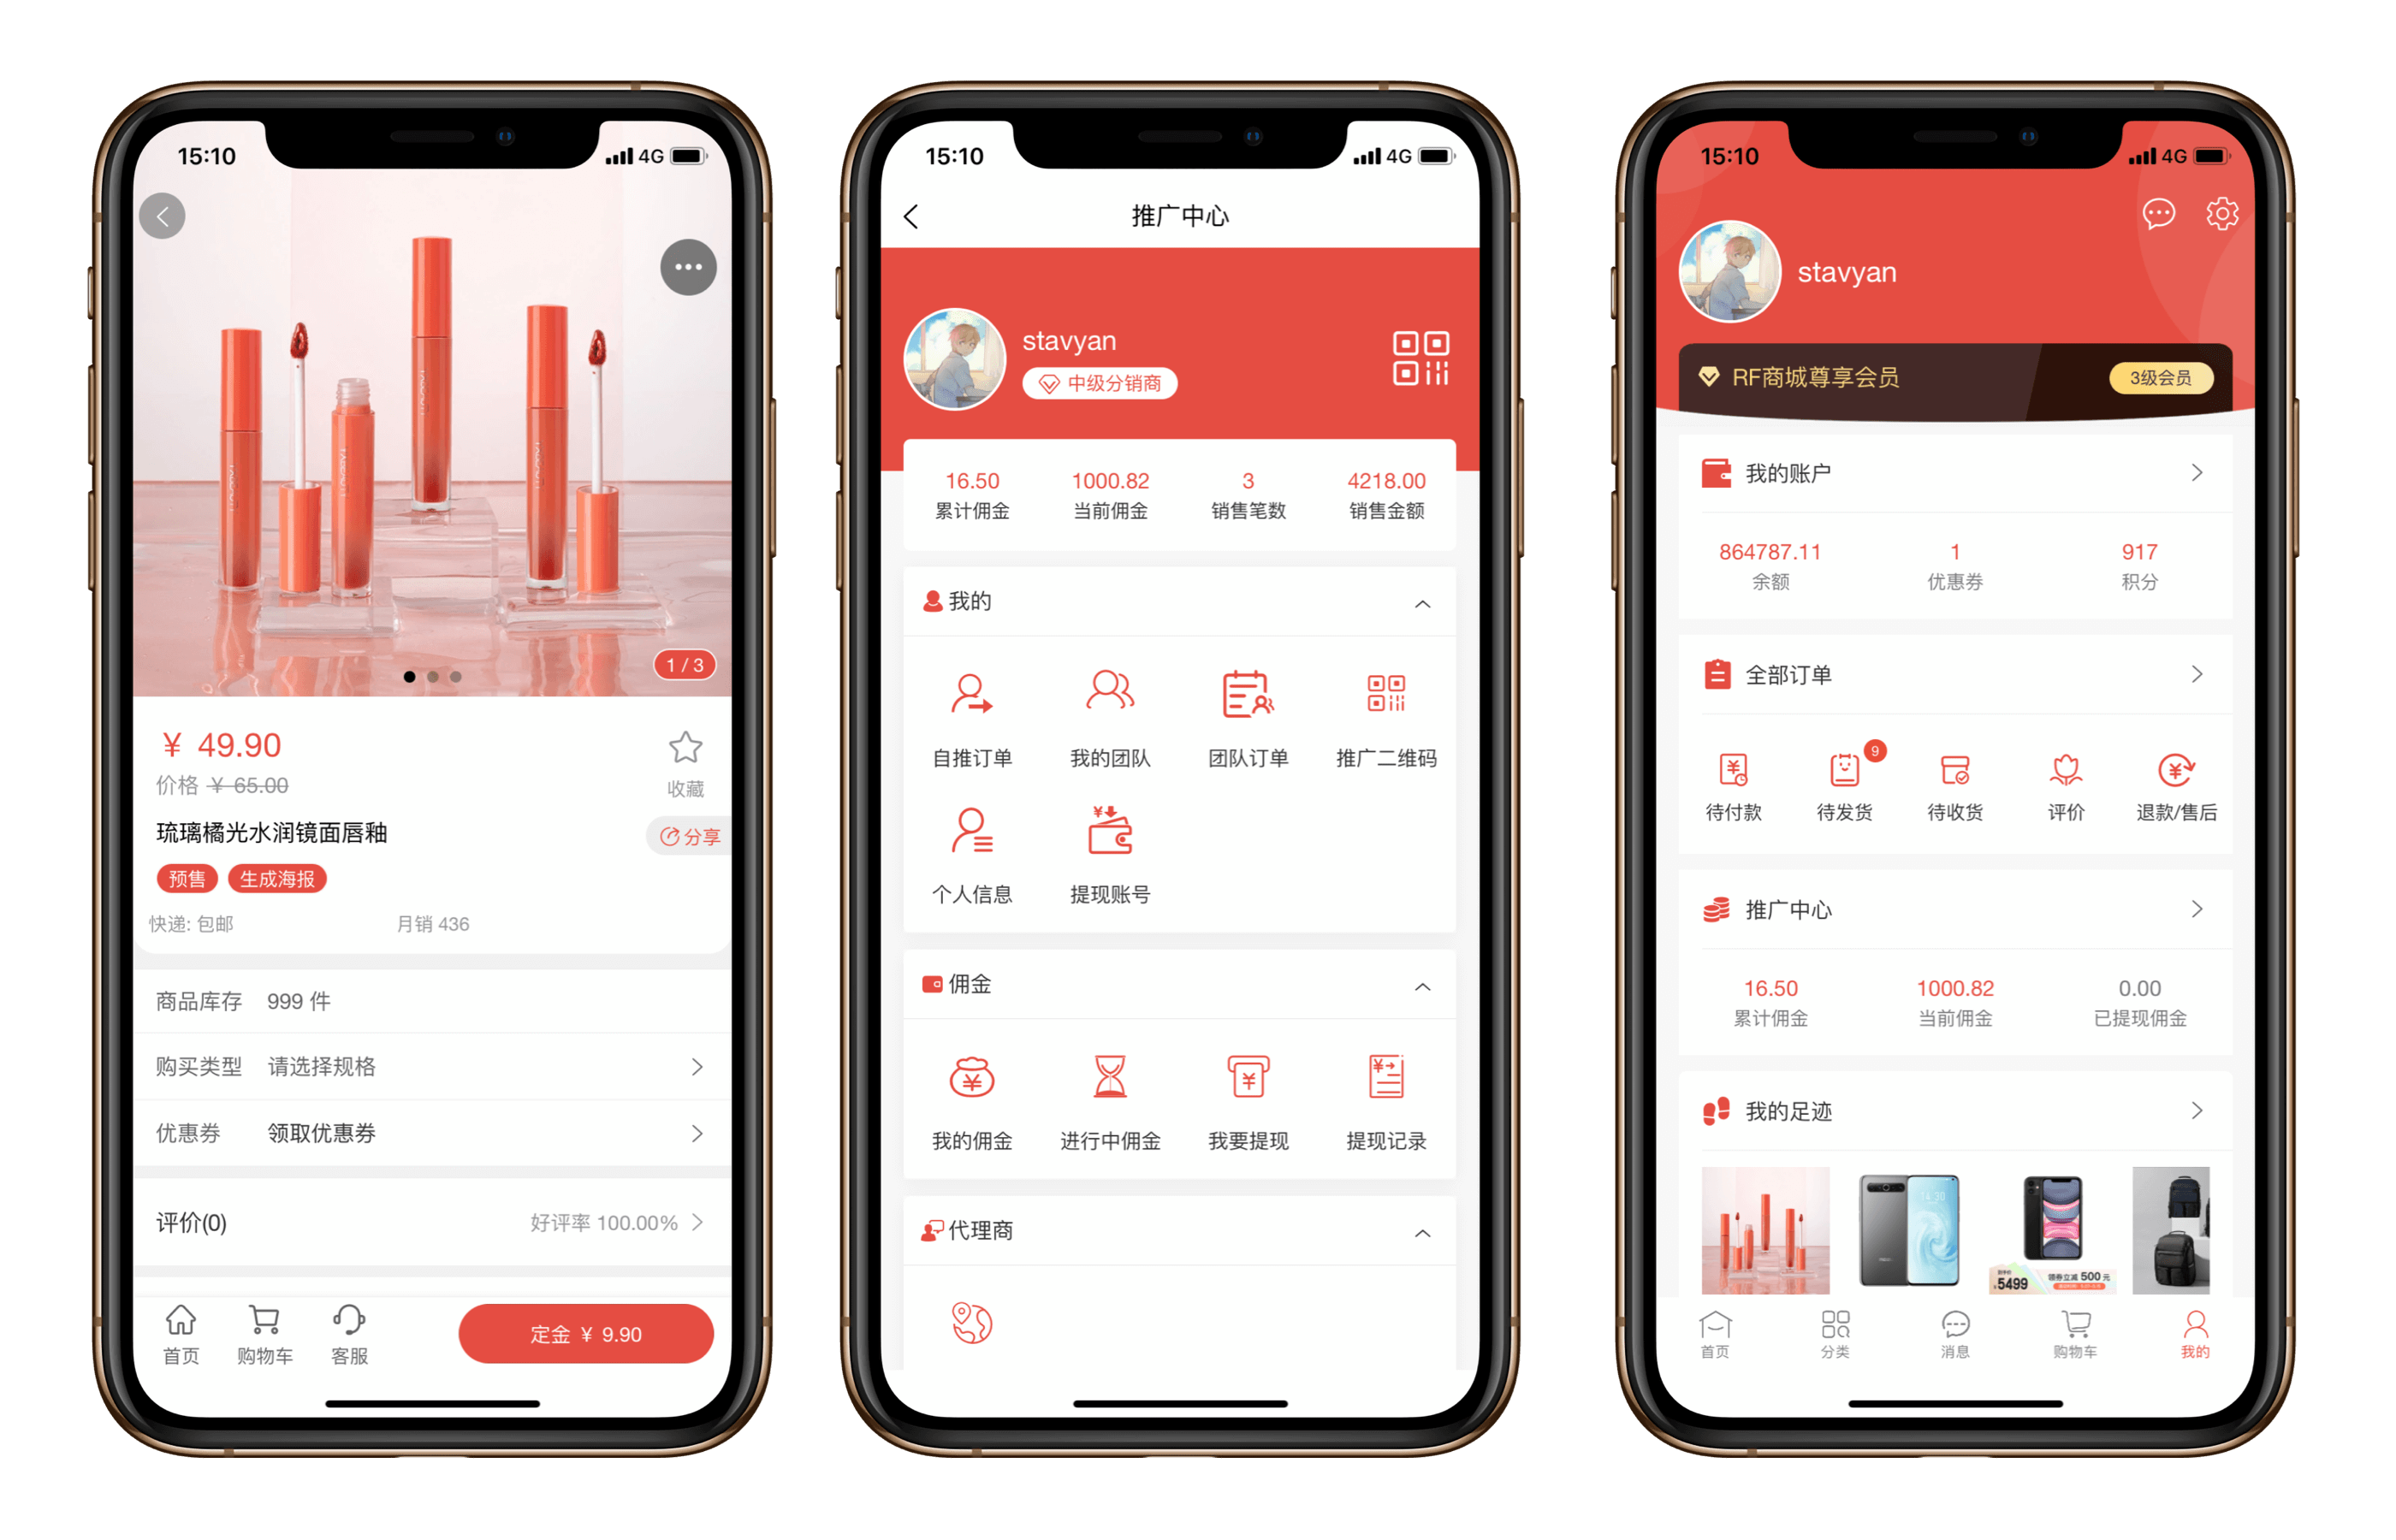 15:10
4G
1 / 3
¥ 49.90
价格 ¥ 65.00
收藏
琉璃橘光水润镜面唇釉
分享
预售
生成海报
快递: 包邮
月销 436
商品库存 999 件
购买类型 请选择规格
优惠券 领取优惠券
评价(0)
好评率 100.00%
首页
购物车
客服
定金 ¥ 9.90
15:10
4G
推广中心
stavyan
中级分销商
16.50 1000.82 3 4218.00
累计佣金 当前佣金 销售笔数 销售金额
我的
自推订单 我的团队 团队订单 推广二维码
个人信息 提现账号
佣金
我的佣金 进行中佣金 我要提现 提现记录
代理商
15:10
4G
stavyan
RF商城尊享会员
3级会员
我的账户
864787.11 1 917
余额 优惠券 积分
全部订单
9
待付款 待发货 待收货 评价 退款/售后
推广中心
16.50 1000.82 0.00
累计佣金 当前佣金 已提现佣金
我的足迹
14:30
5499
领券立减 500 元
首页 分类 消息 购物车 我的